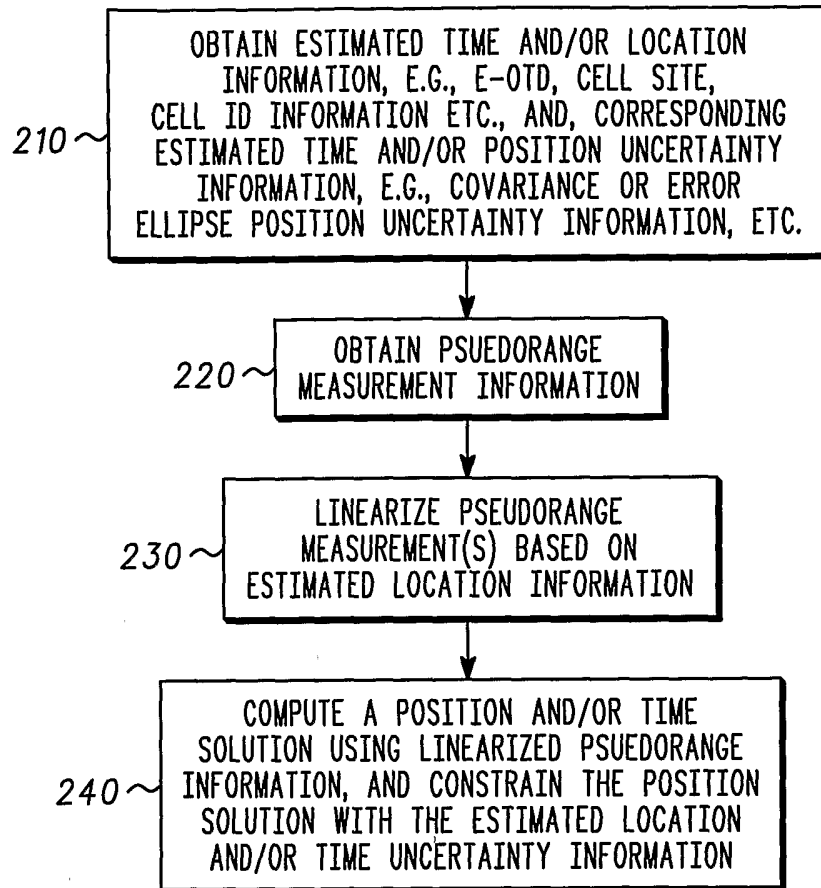 OBTAIN ESTIMATED TIME AND/OR LOCATION
INFORMATION, E.G., E-OTD, CELL SITE,
CELL ID INFORMATION ETC., AND, CORRESPONDING
210
ESTIMATED TIME AND/OR POSITION UNCERTAINTY
INFORMATION, E.G., COVARIANCE OR ERROR
ELLIPSE POSITION UNCERTAINTY INFORMATION, ETC.
OBTAIN PSUEDORANGE
220
MEASUREMENT INFORMATION
LINEARIZE PSEUDORANGE
230
MEASUREMENT(S) BASED ON
ESTIMATED LOCATION INFORMATION
COMPUTE A POSITION AND/OR TIME
SOLUTION USING LINEARIZED PSUEDORANGE
240
INFORMATION, AND CONSTRAIN THE POSITION
SOLUTION WITH THE ESTIMATED LOCATION
AND/OR TIME UNCERTAINTY INFORMATION